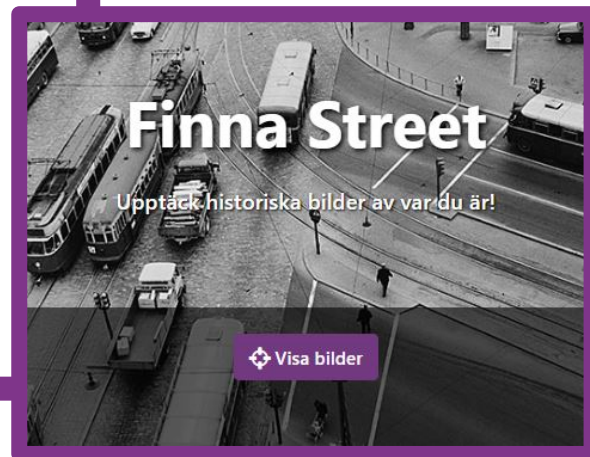 Finna Street
Upptäck historiska bilder av var du är!
Visa bilder